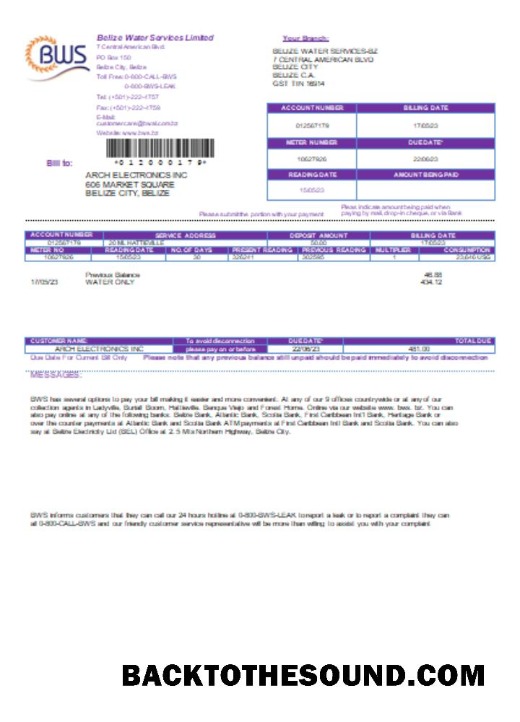 BWS
Belize Water Services Limited
7 Central American Blvd.
PO Box 150
Belize City, Belize
Toll Free: 0-800-CALL-BWS
0-800-BWS-LEAK
Tel: (+501)-222-4757
Fax: (+501)-222-4759
E-Mail:
customercare@bwsl.com.bz
Website: www.bws.bz
Your Branch:
BELIZE WATER SERVICES-BZ
7 CENTRAL AMERICAN BLVD
BELIZE CITY
BELIZE C.A.
GST TIN 16914
ACCOUNT NUMBER BILLING DATE
012567179 17/05/23
METER NUMBER DUE DATE*
10627926 22/06/23
READING DATE AMOUNT BEING PAID
15/05/23
Bill to:
ARCH ELECTRONICS INC
606 MARKET SQUARE
BELIZE CITY, BELIZE
Please submit the portion with your payment
Pleas indicate amount being paid when
paying by mail, drop-in cheque, or via Bank
ACCOUNT NUMBER SERVICE ADDRESS DEPOSIT AMOUNT BILLING DATE
012567179 20 Ml. HATTIEVILLE 50.00 17/05/23
METER NO READING DATE NO. OF DAYS PRESENT READING PREVIOUS READING MULTIPLIER CONSUMPTION
10627926 15/05/23 30 1
Previous Balance 46.88
17/05/23 WATER ONLY 434.12
CUSTOMER NAME: To avoid disconnection DUE DATE* TOTAL DUE
ARCH ELECTRONICS INC please pay on or before 22/06/23 481.00
Due Date For Current Bill Only Please note that any previous balance still unpaid should be paid immediately to avoid disconnection
MESSAGES:
BWS has several options to pay your bill making it easier and more convenient. At any of our 9 offices countrywide or at any of our
collection agents in Ladyville, Burrell Boom, Hattieville, Benque Viejo and Forest Home. Online via our website www. bws. bz. You can
also pay online at any of the following banks: Belize Bank, Atlantic Bank, Scotia Bank, First Caribbean Int'l Bank, Heritage Bank or
over the counter payments at Atlantic Bank and Scotia Bank ATM payments at First Caribbean Int'l Bank and Scotia Bank. You can also
say at Belize Electricity Ltd (BEL) Office at 2. 5 Mls Northern Highway, Belize City.
BWS informs customers that they can call our 24 hours hotline at 0-800-BWS-LEAK to report a leak or to report a complaint they can
at 0-800-CALL-BWS and our friendly customer service representative will be more than willing to assist you with your complaint
BACKTOTHESOUND.COM